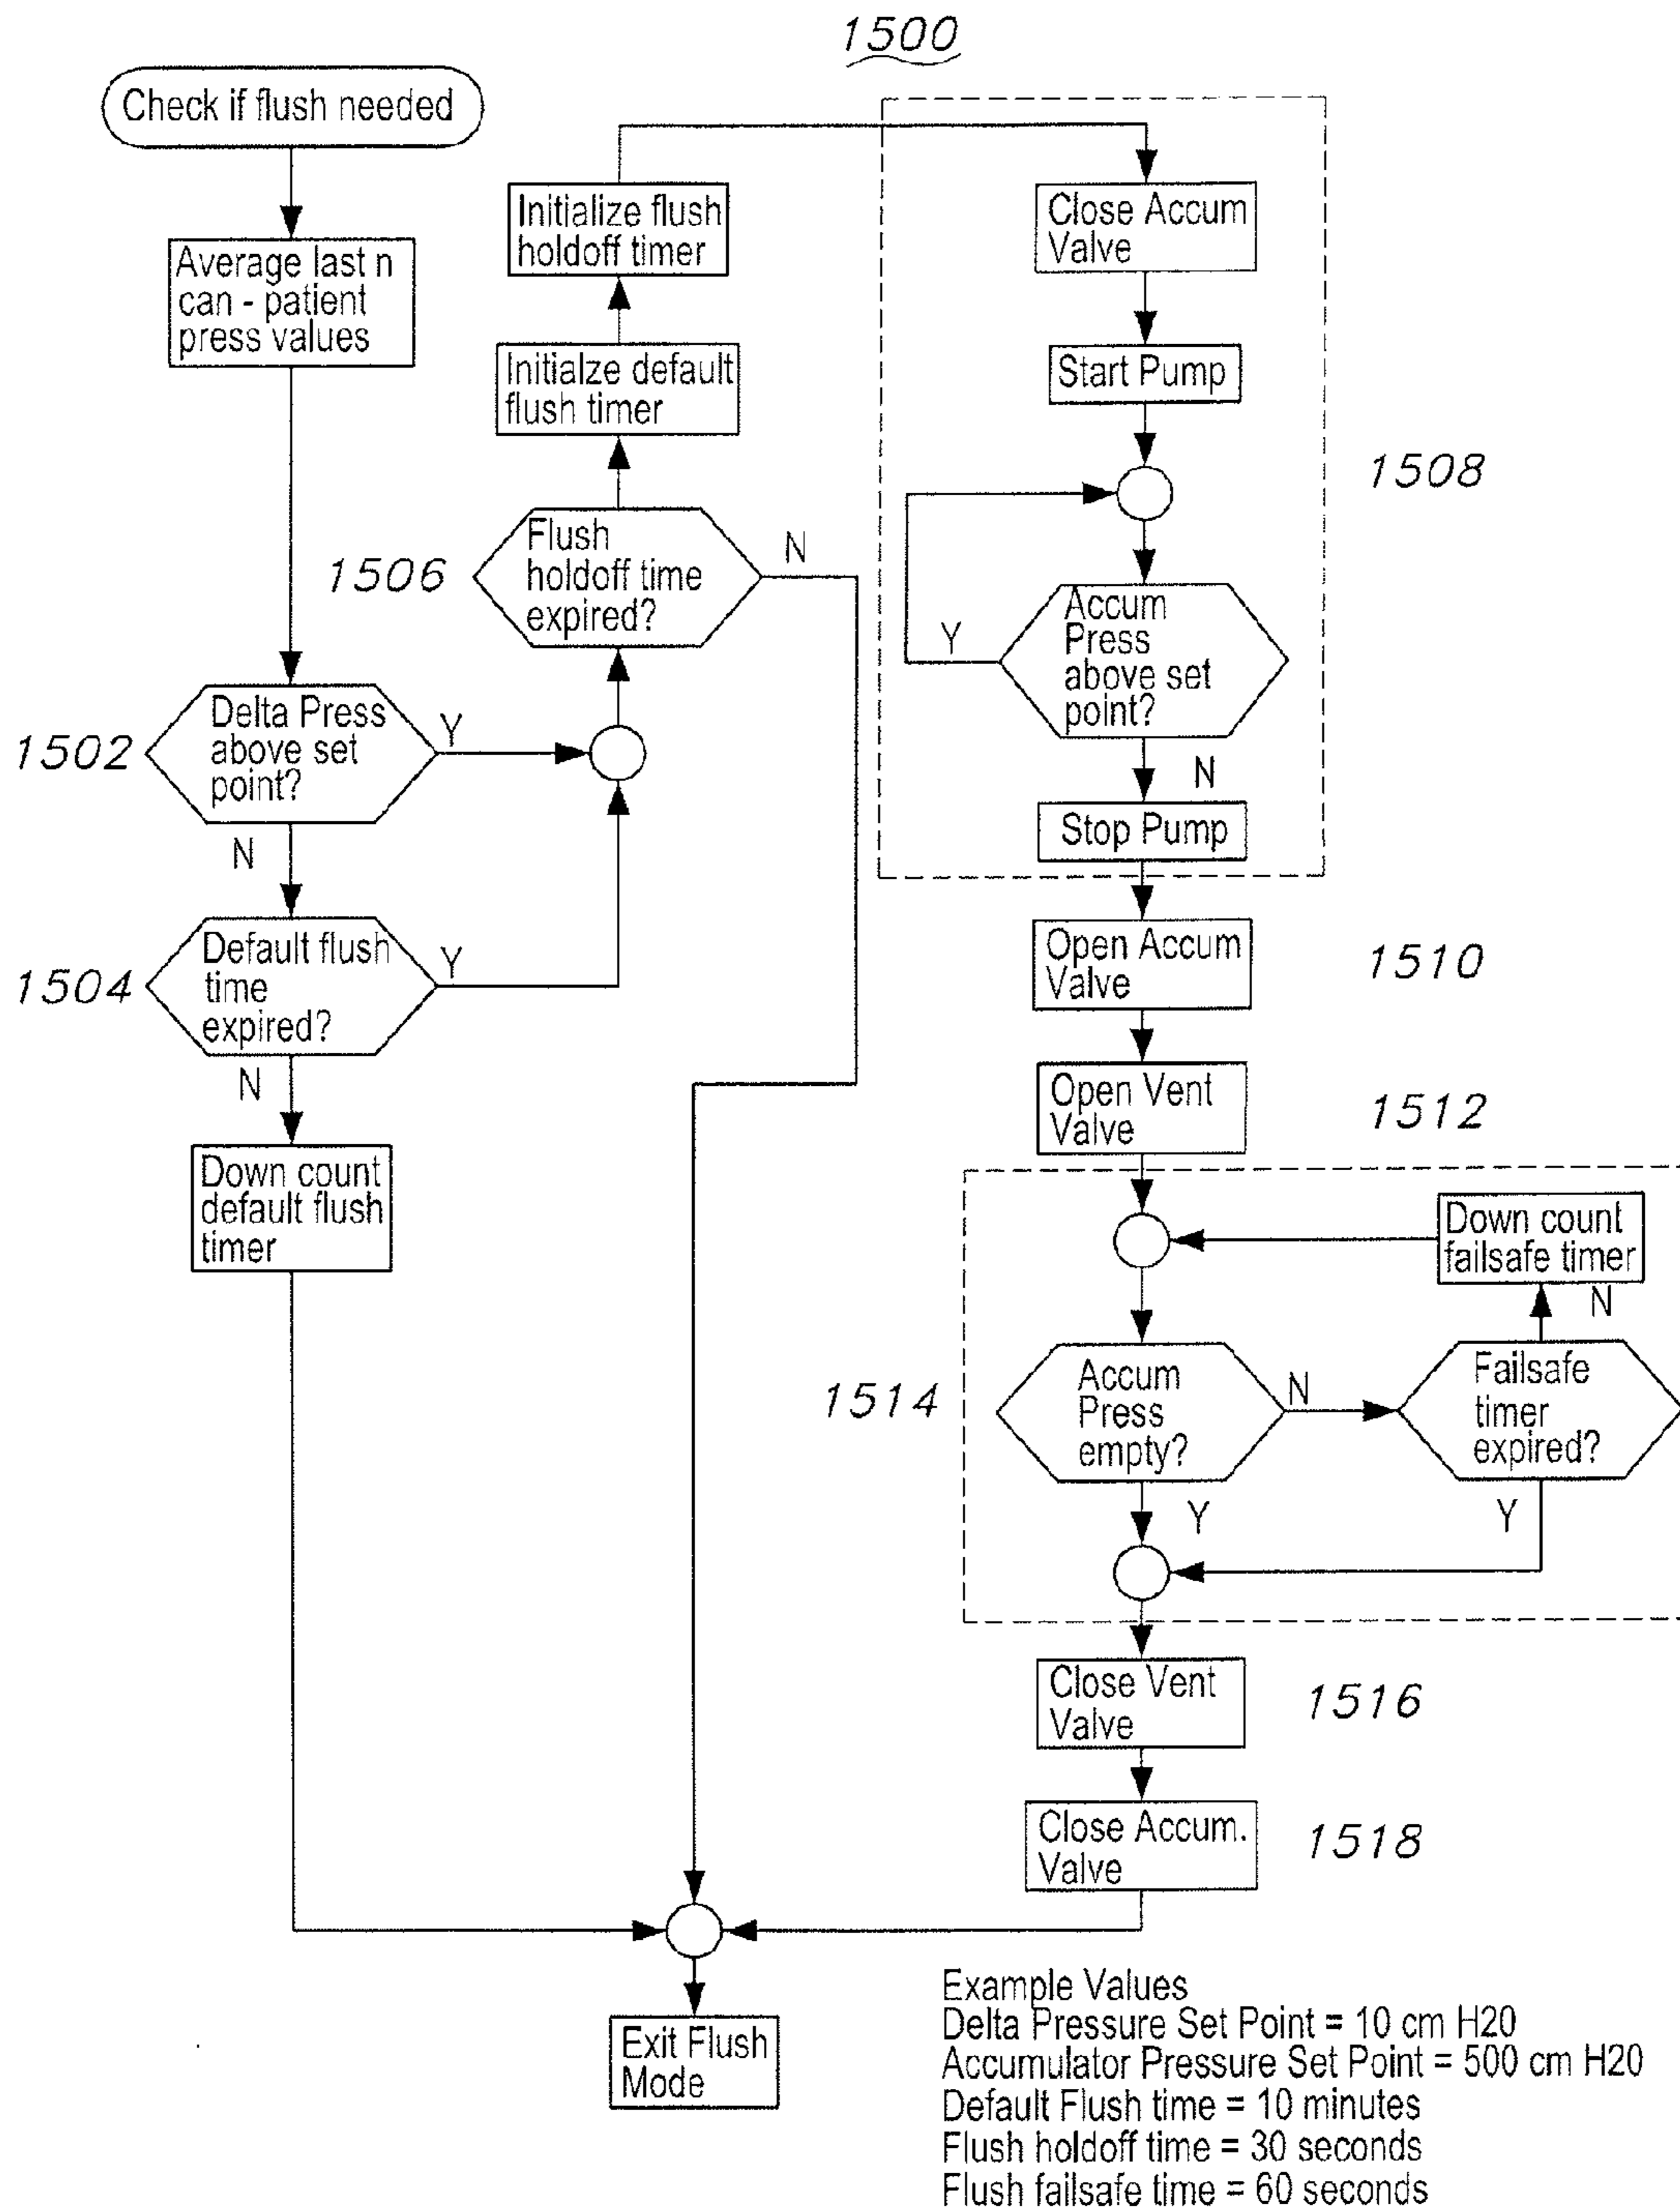 1500
Check if flush needed
Average last n
can - patient
press values
1502
Delta Press
above set
point?
Y
N
1504
Default flush
time
expired?
Y
N
Down count
default flush
timer
Initialize flush
holdoff timer
Initialze default
flush timer
1506
Flush
holdoff time
expired?
N
Close Accum
Valve
Start Pump
1508
Accum
Press
above set
point?
Y
N
Stop Pump
Open Accum
Valve
1510
Open Vent
Valve
1512
Down count
failsafe timer
N
1514
Accum
Press
empty?
N
Failsafe
timer
expired?
Y
Y
Close Vent
Valve
1516
Close Accum.
Valve
1518
Exit Flush
Mode
Example Values
Delta Pressure Set Point = 10 cm H20
Accumulator Pressure Set Point = 500 cm H20
Default Flush time = 10 minutes
Flush holdoff time = 30 seconds
Flush failsafe time = 60 seconds